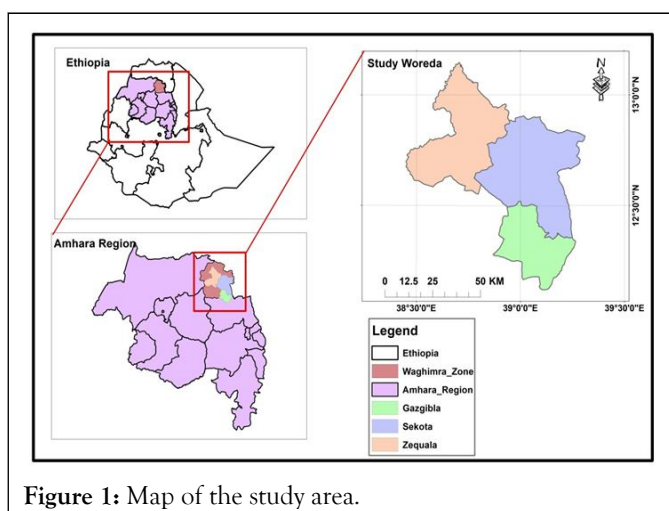 Ethiopia
Study Woreda
N
13°0'0"N
12°30'0"N
Amhara Region
0 12.5 25 50 KM
38°30'0"E 39°0'0"E 39°30'0"E
Legend
Ethiopia
Waghimra_Zone
Amhara_Region
Gazgibla
Sekota
Zequala
Figure 1: Map of the study area.